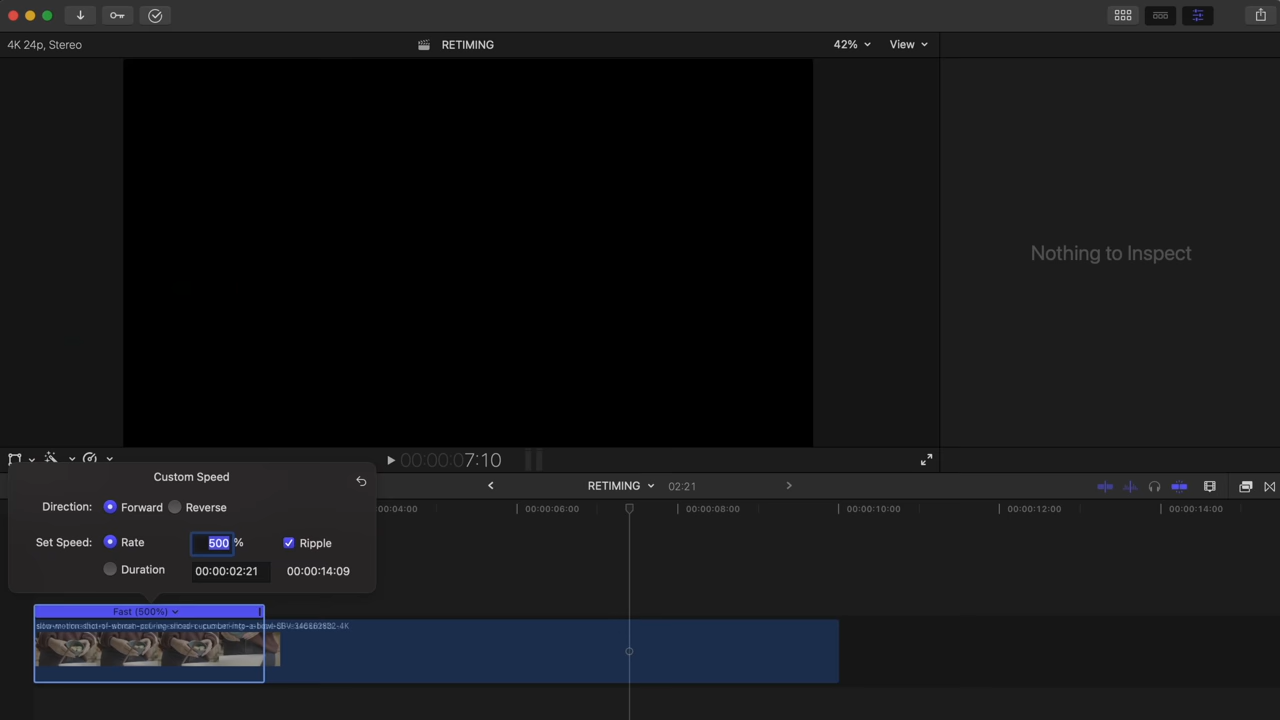 4K 24p, Stereo
RETIMING
42%
View
Nothing to Inspect
00:00:07:10
Custom Speed
RETIMING
02:21
Direction:
Forward
Reverse
00:00:04:00
00:00:06:00
00:00:08:00
00:00:10:00
00:00:12:00
00:00:14:00
Set Speed:
Rate
500 %
Ripple
Duration
00:00:02:21
00:00:14:09
Fast (500%)